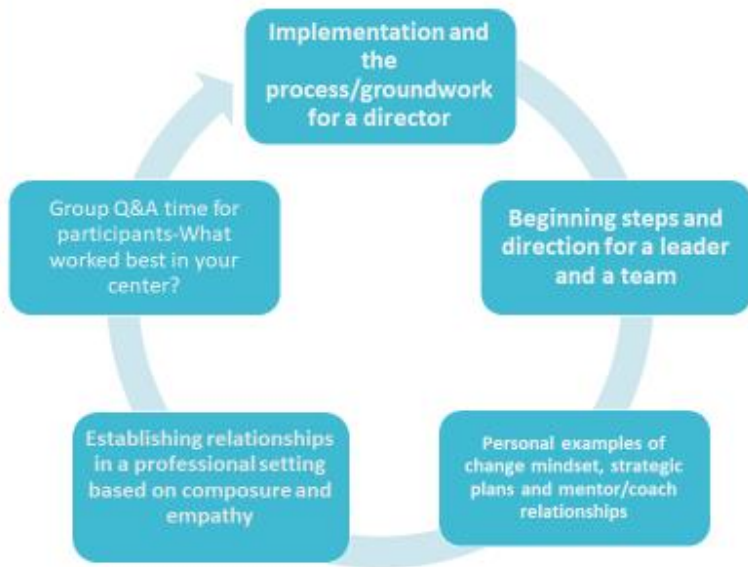 Implementation and
the
process/groundwork
for a director
Beginning steps and
direction for a leader
and a team
Personal examples of
change mindset, strategic
plans and mentor/coach
relationships
Establishing relationships
in a professional setting
based on composure and
empathy
Group Q&A time for
participants-What
worked best in your
center?